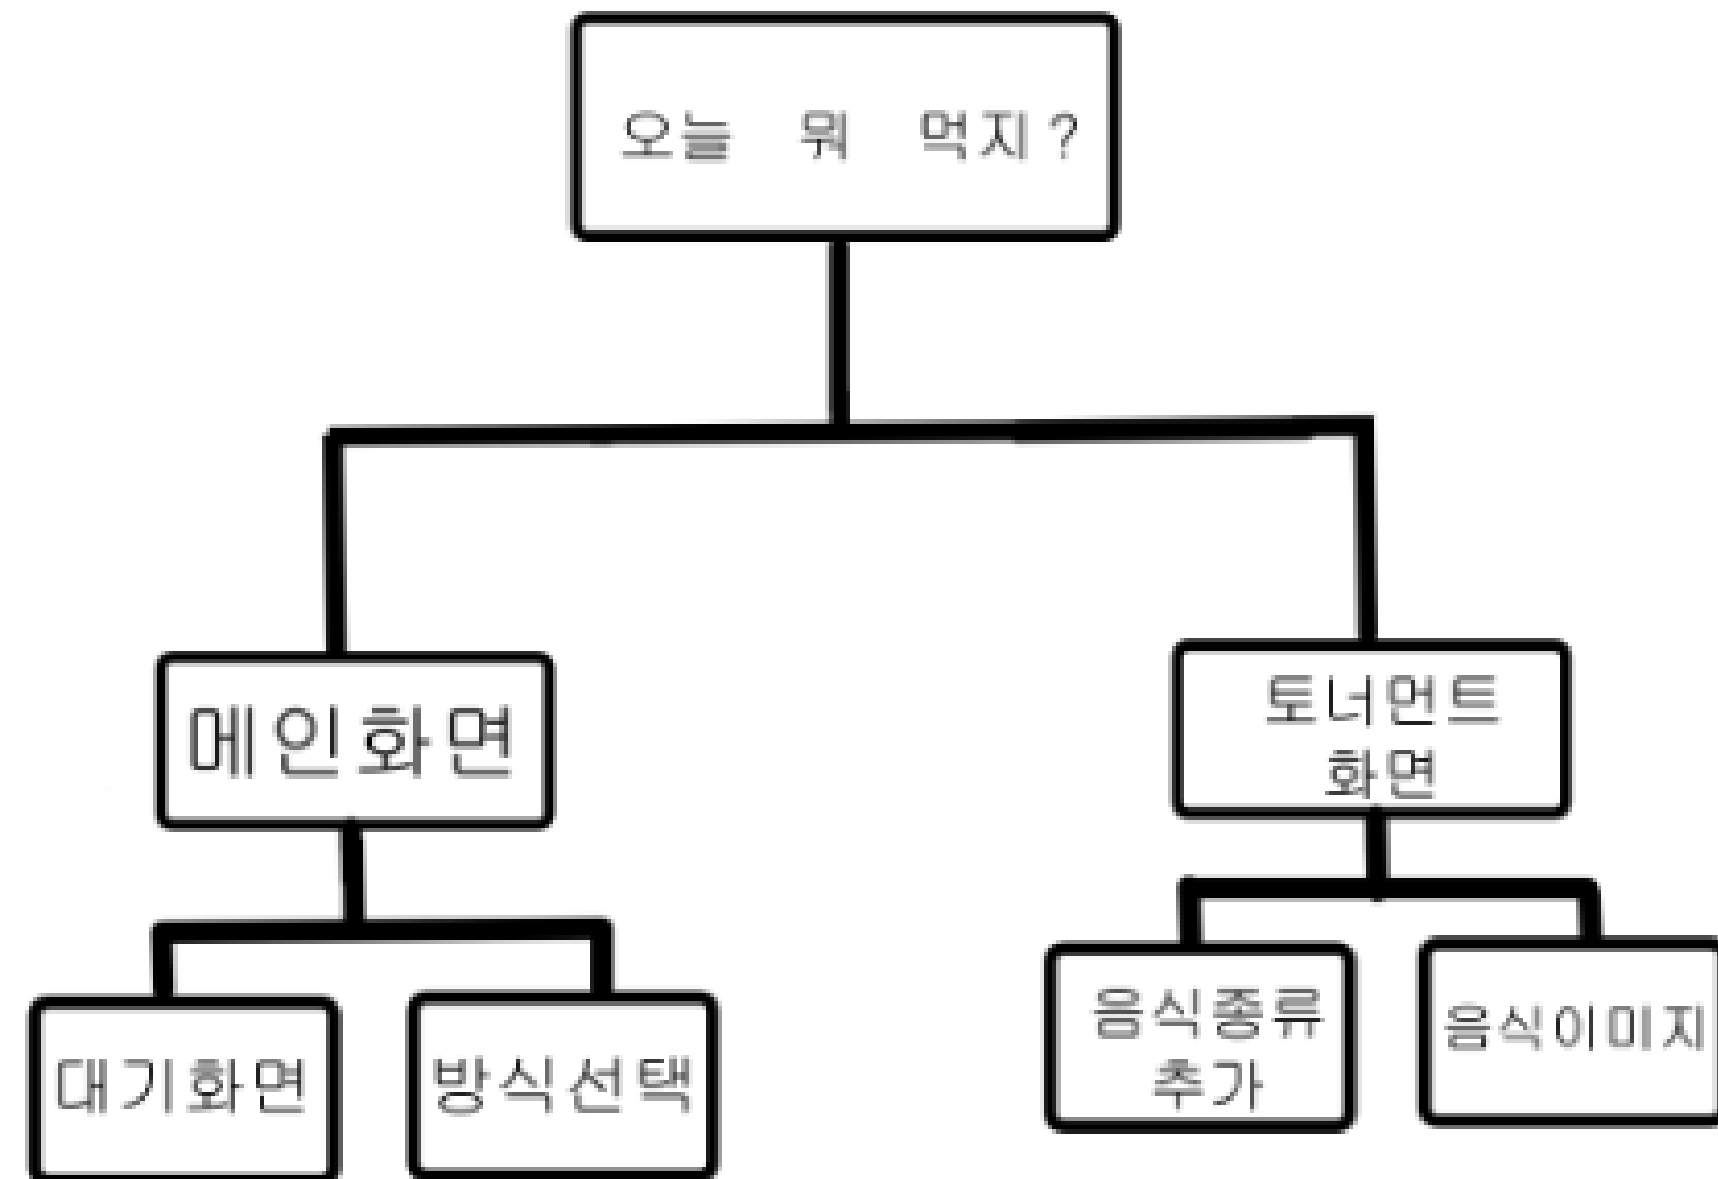 오늘 뭐 먹지?
메인화면
토너먼트
화면
대기화면
방식선택
음식종류
추가
음식이미지